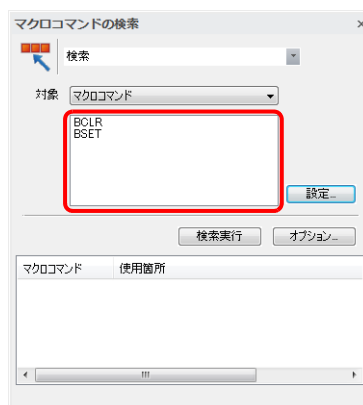 マクロコマンドの検索
検索
対象 マクロコマンド
BCLR
BSET
設定...
検索実行 オプション...
マクロコマンド 使用箇所